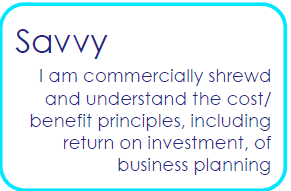 Savvy
I am commercially shrewd
and understand the cost/
benefit principles, including
return on investment, of
business planning